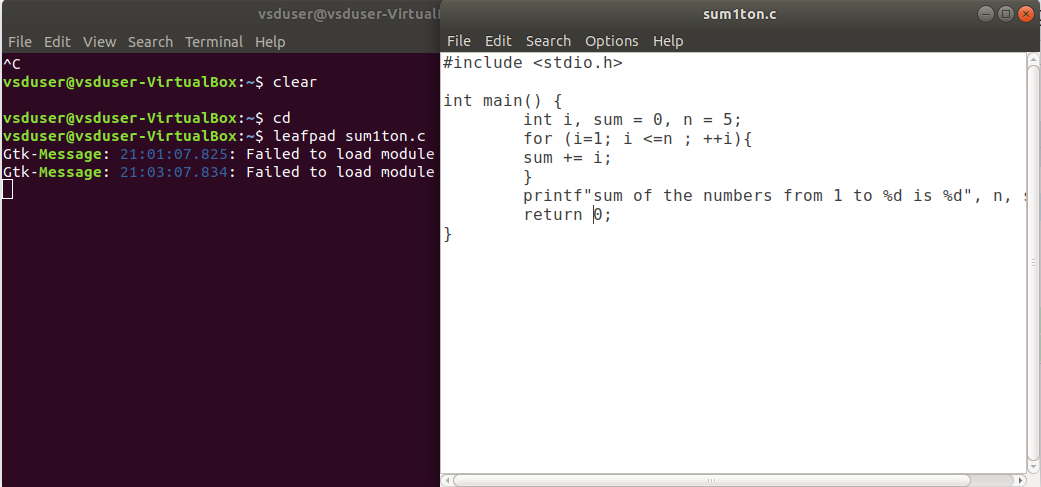 vsduser@vsduser-Virtual
File Edit View Search Terminal Help
^C
vsduser@vsduser-VirtualBox:~$ clear
vsduser@vsduser-VirtualBox:~$ cd
vsduser@vsduser-VirtualBox:~$ leafpad sum1ton.c
Gtk-Message: 21:01:07.825: Failed to load module
Gtk-Message: 21:03:07.834: Failed to load module
sum1ton.c
File Edit Search Options Help
#include <stdio.h>
int main() {
int i, sum = 0, n = 5;
for (i=1; i <=n ; ++i){
sum += i;
}
printf"sum of the numbers from 1 to %d is %d", n,
return 0;
}